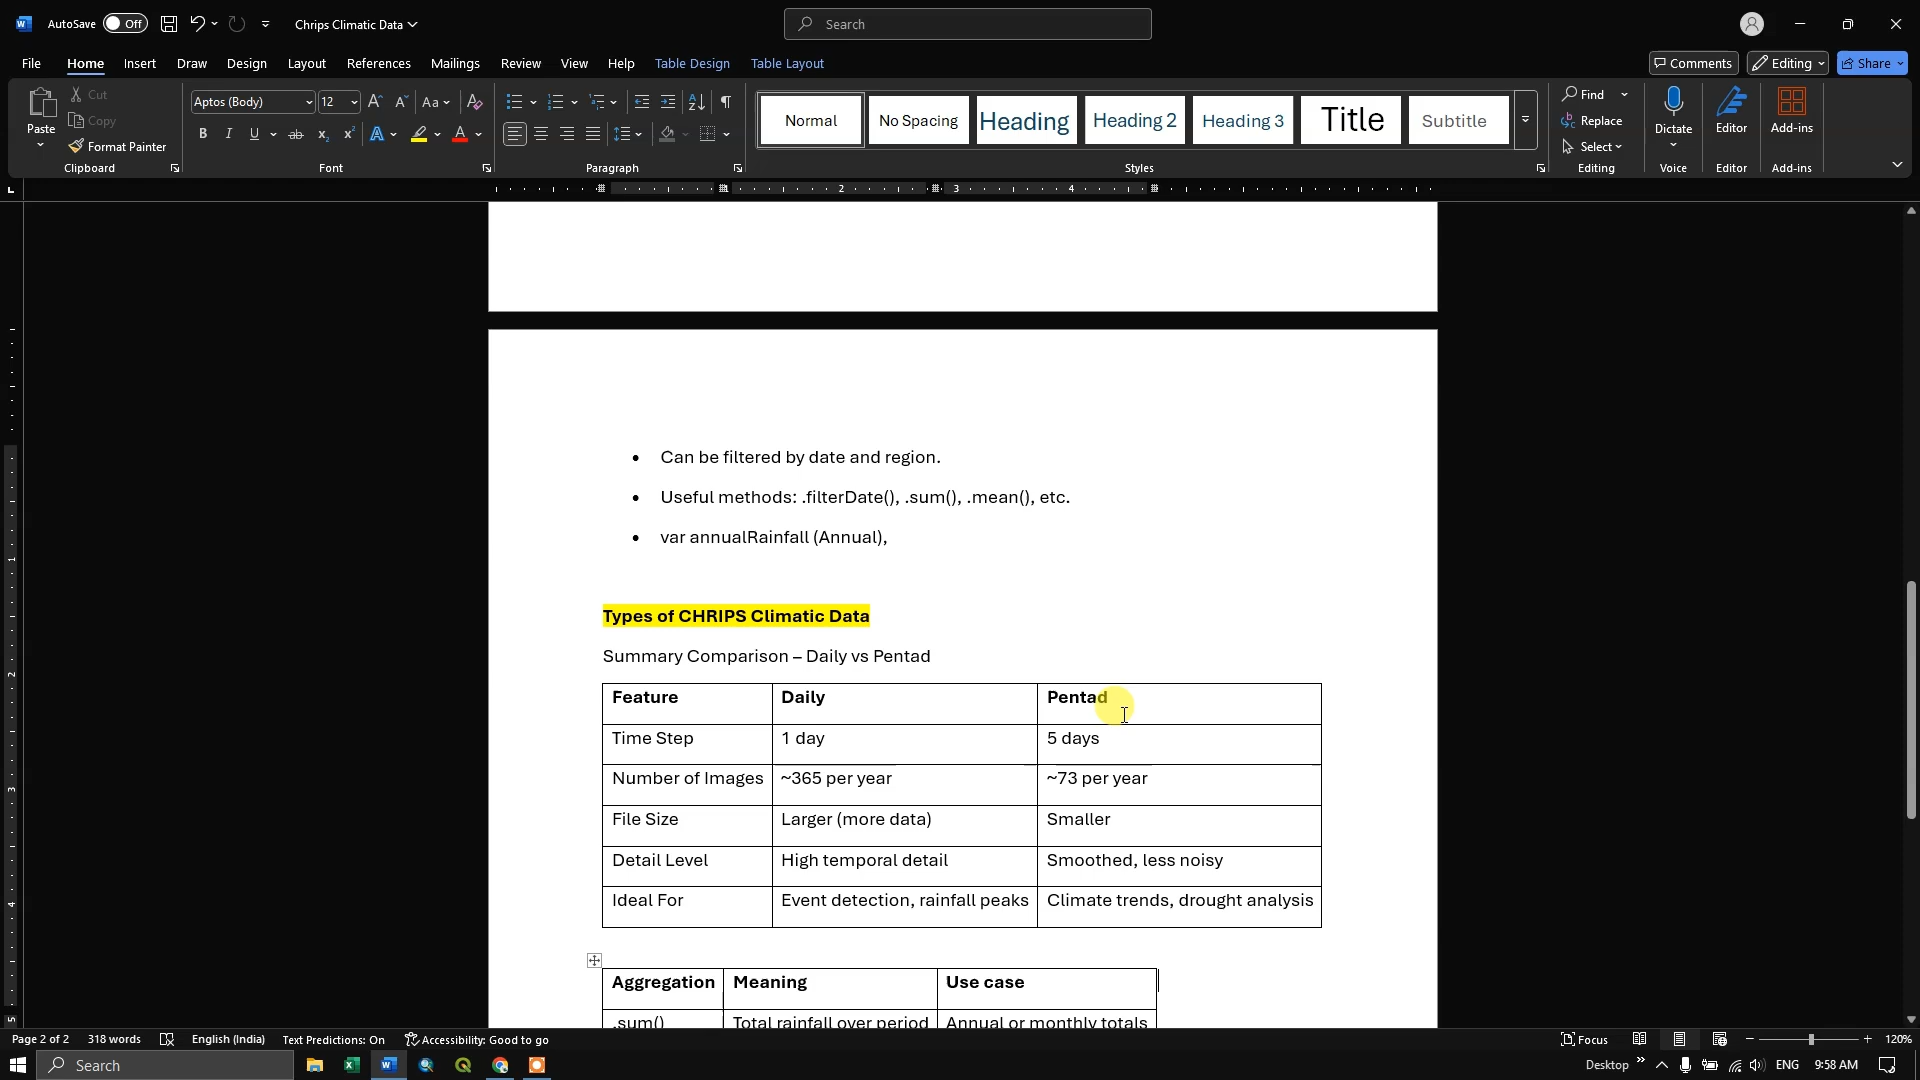 AutoSave Off Chrips Climatic Data Search
File Home Insert Draw Design Layout References Mailings Review View Help Table Design Table Layout Comments Editing Share
Paste Cut Copy Format Painter Clipboard
Aptos (Body) 12 Font
Paragraph
Normal No Spacing Heading Heading 2 Heading 3 Title Subtitle Styles
Find Replace Select Editing
Dictate Voice
Editor Editor
Add-ins Add-ins
• Can be filtered by date and region.
• Useful methods: .filterDate(), .sum(), .mean(), etc.
• var annualRainfall (Annual),
Types of CHRIPS Climatic Data
Summary Comparison – Daily vs Pentad
Feature Daily Pentad
Time Step 1 day 5 days
Number of Images ~365 per year ~73 per year
File Size Larger (more data) Smaller
Detail Level High temporal detail Smoothed, less noisy
Ideal For Event detection, rainfall peaks Climate trends, drought analysis
Aggregation Meaning Use case
.sum() Total rainfall over period Annual or monthly totals
Page 2 of 2 318 words English (India) Text Predictions: On Accessibility: Good to go Focus 120%
Search Desktop ENG 9:58 AM